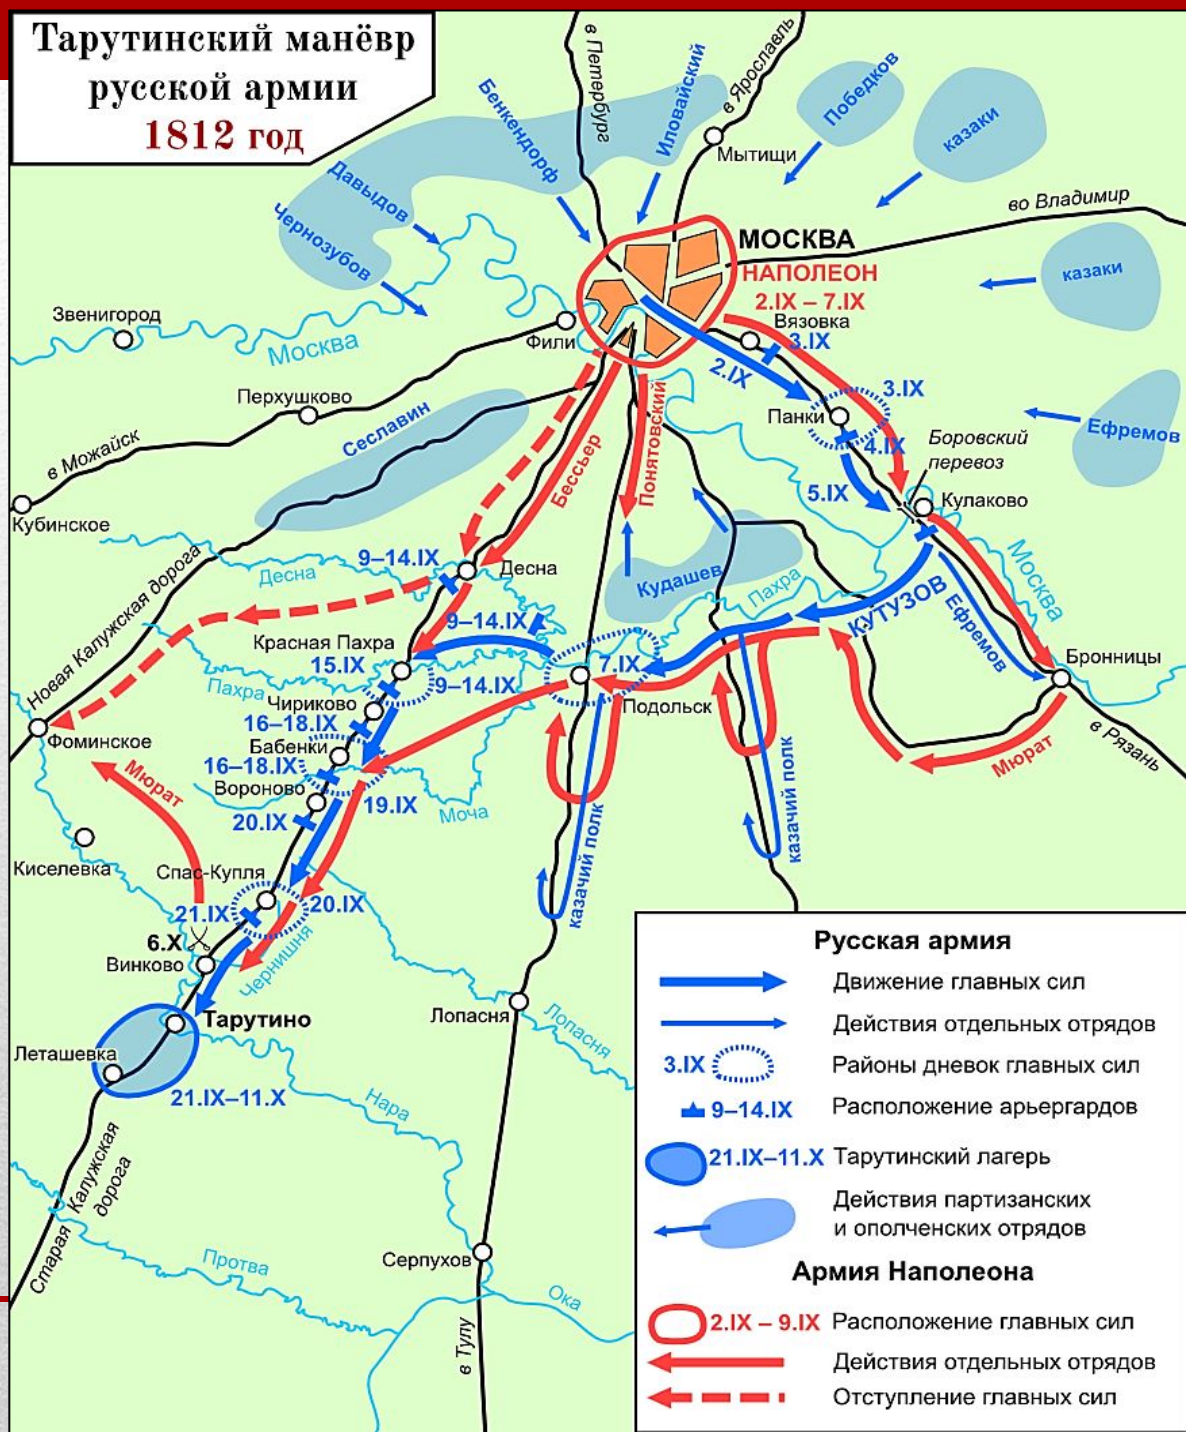 Тарутинский манёвр
русской армии
1812 год
в Петербург
в Ярославль
Бенкендорф
Иловайский
Победков
казаки
Мытищи
Давыдов
Чернозубов
во Владимир
МОСКВА
НАПОЛЕОН
2.IX – 7.IX
казаки
Звенигород
Москва
Фили
Вязовка
3.IX
2.IX
3.IX
Перхушково
Сеславин
Панки
4.IX
Ефремов
в Можайск
Бессьер
Понятовский
Боровский
перевоз
5.IX
Кулаково
Кубинское
9–14.IX
Десна
Десна
Кудашев
Пахра
Москва
КУТУЗОВ
Ефремов
Новая Калужская дорога
9–14.IX
Красная Пахра
15.IX
9–14.IX
7.IX
Бронницы
Пахра
Чириково
Подольск
16–18.IX
Фоминское
Бабенки
16–18.IX
в Рязань
Мюрат
Мюрат
Вороново
19.IX
Моча
20.IX
казачий полк
казачий полк
Киселевка
Спас-Купля
21.IX
20.IX
6.X
Винково
Чернишня
Тарутино
Лопасня
Лопасня
Леташевка
21.IX–11.X
Нара
Старая Калужская
дорога
Протва
Серпухов
Ока
в Тулу
Русская армия
Движение главных сил
Действия отдельных отрядов
3.IX Районы дневок главных сил
9–14.IX Расположение арьергардов
21.IX–11.X Тарутинский лагерь
Действия партизанских
и ополченских отрядов
Армия Наполеона
2.IX – 9.IX Расположение главных сил
Действия отдельных отрядов
Отступление главных сил